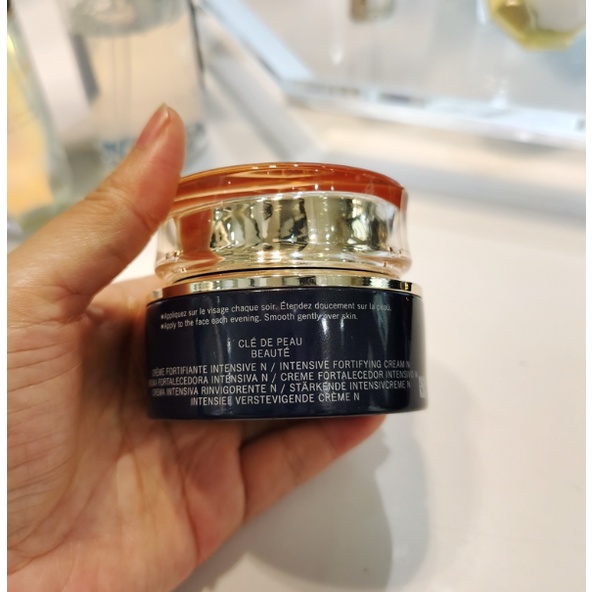 ●Appliquez sur le visage chaque soir. Étendez doucement sur la peau.
●Apply to the face each evening. Smooth gently over skin.
CLÉ DE PEAU
BEAUTÉ
CRÈME FORTIFIANTE INTENSIVE N / INTENSIVE FORTIFYING CREAM N
FORTALECEDORA INTENSIVA N / CREME FORTALECEDOR INTENSIVO
CREMA INTENSIVA RINVIGORENTE N / STÄRKENDE INTENSIVCREME N
INTENSIEE VERSTEVIGENDE CRÈME N